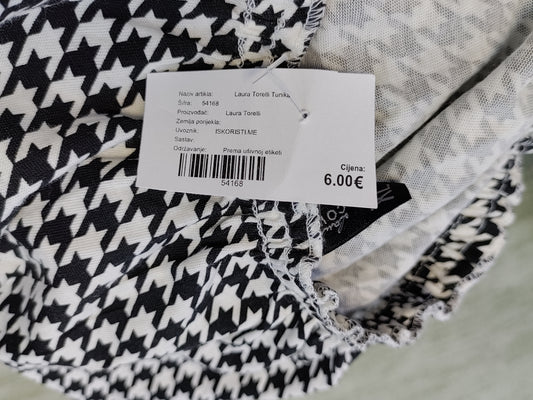 Naziv artikla: Laura Torelli Tunika
Šifra: 54168
Proizvođač: Laura Torelli
Zemlja porijekla:
Uvoznik: ISKORISTI.ME
Sastav:
Održavanje: Prema ušivnoj etiketi
54168
Cijena:
6.00€